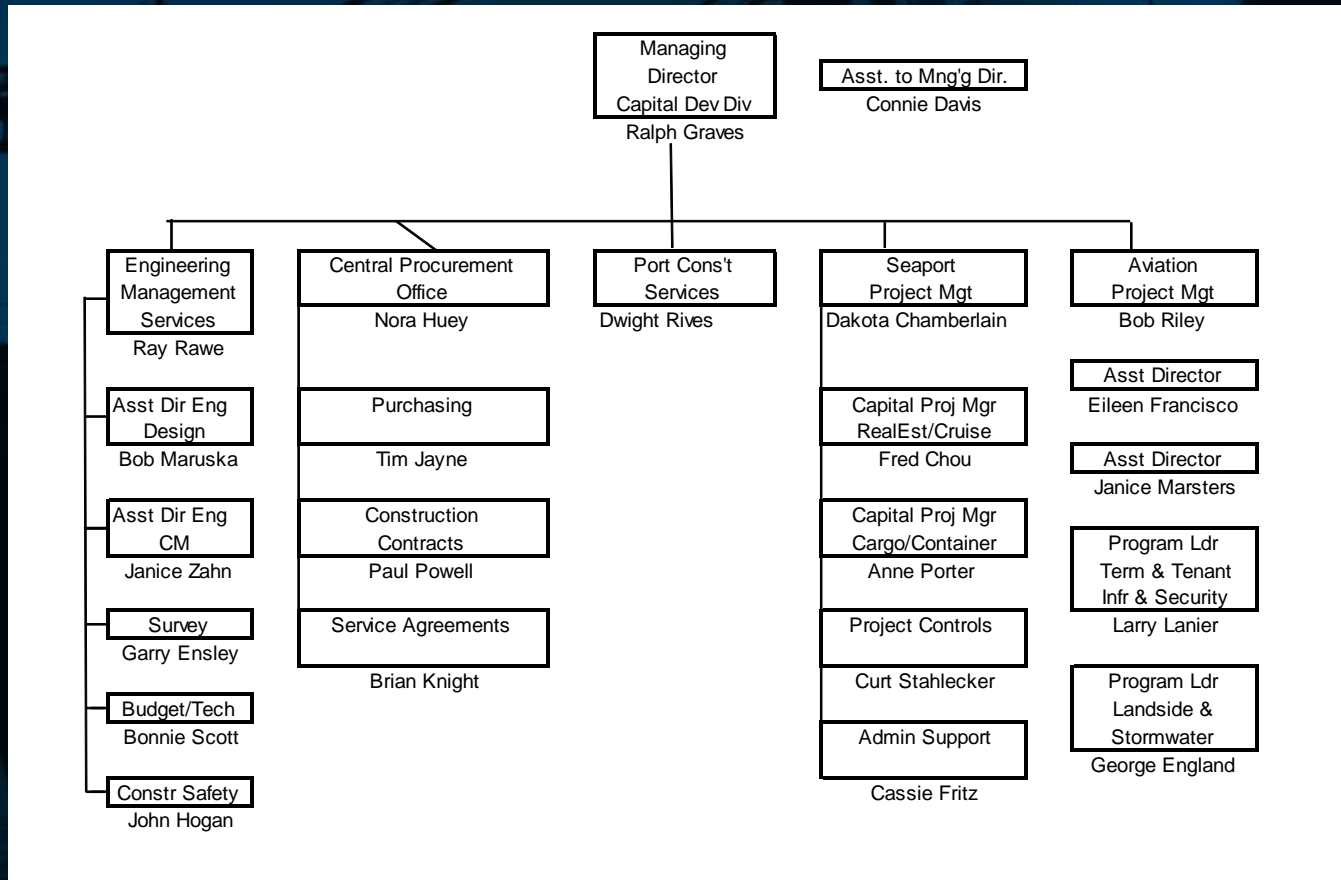 Managing
Director
Capital Dev Div
Ralph Graves
Asst. to Mng'g Dir.
Connie Davis
Engineering
Management
Services
Ray Rawe
Asst Dir Eng
Design
Bob Maruska
Asst Dir Eng
CM
Janice Zahn
Survey
Garry Ensley
Budget/Tech
Bonnie Scott
Constr Safety
John Hogan
Central Procurement
Office
Nora Huey
Purchasing
Tim Jayne
Construction
Contracts
Paul Powell
Service Agreements
Brian Knight
Port Cons't
Services
Dwight Rives
Seaport
Project Mgt
Dakota Chamberlain
Capital Proj Mgr
RealEst/Cruise
Fred Chou
Capital Proj Mgr
Cargo/Container
Anne Porter
Project Controls
Curt Stahlecker
Admin Support
Cassie Fritz
Aviation
Project Mgt
Bob Riley
Asst Director
Eileen Francisco
Asst Director
Janice Marsters
Program Ldr
Term & Tenant
Infr & Security
Larry Lanier
Program Ldr
Landside &
Stormwater
George England